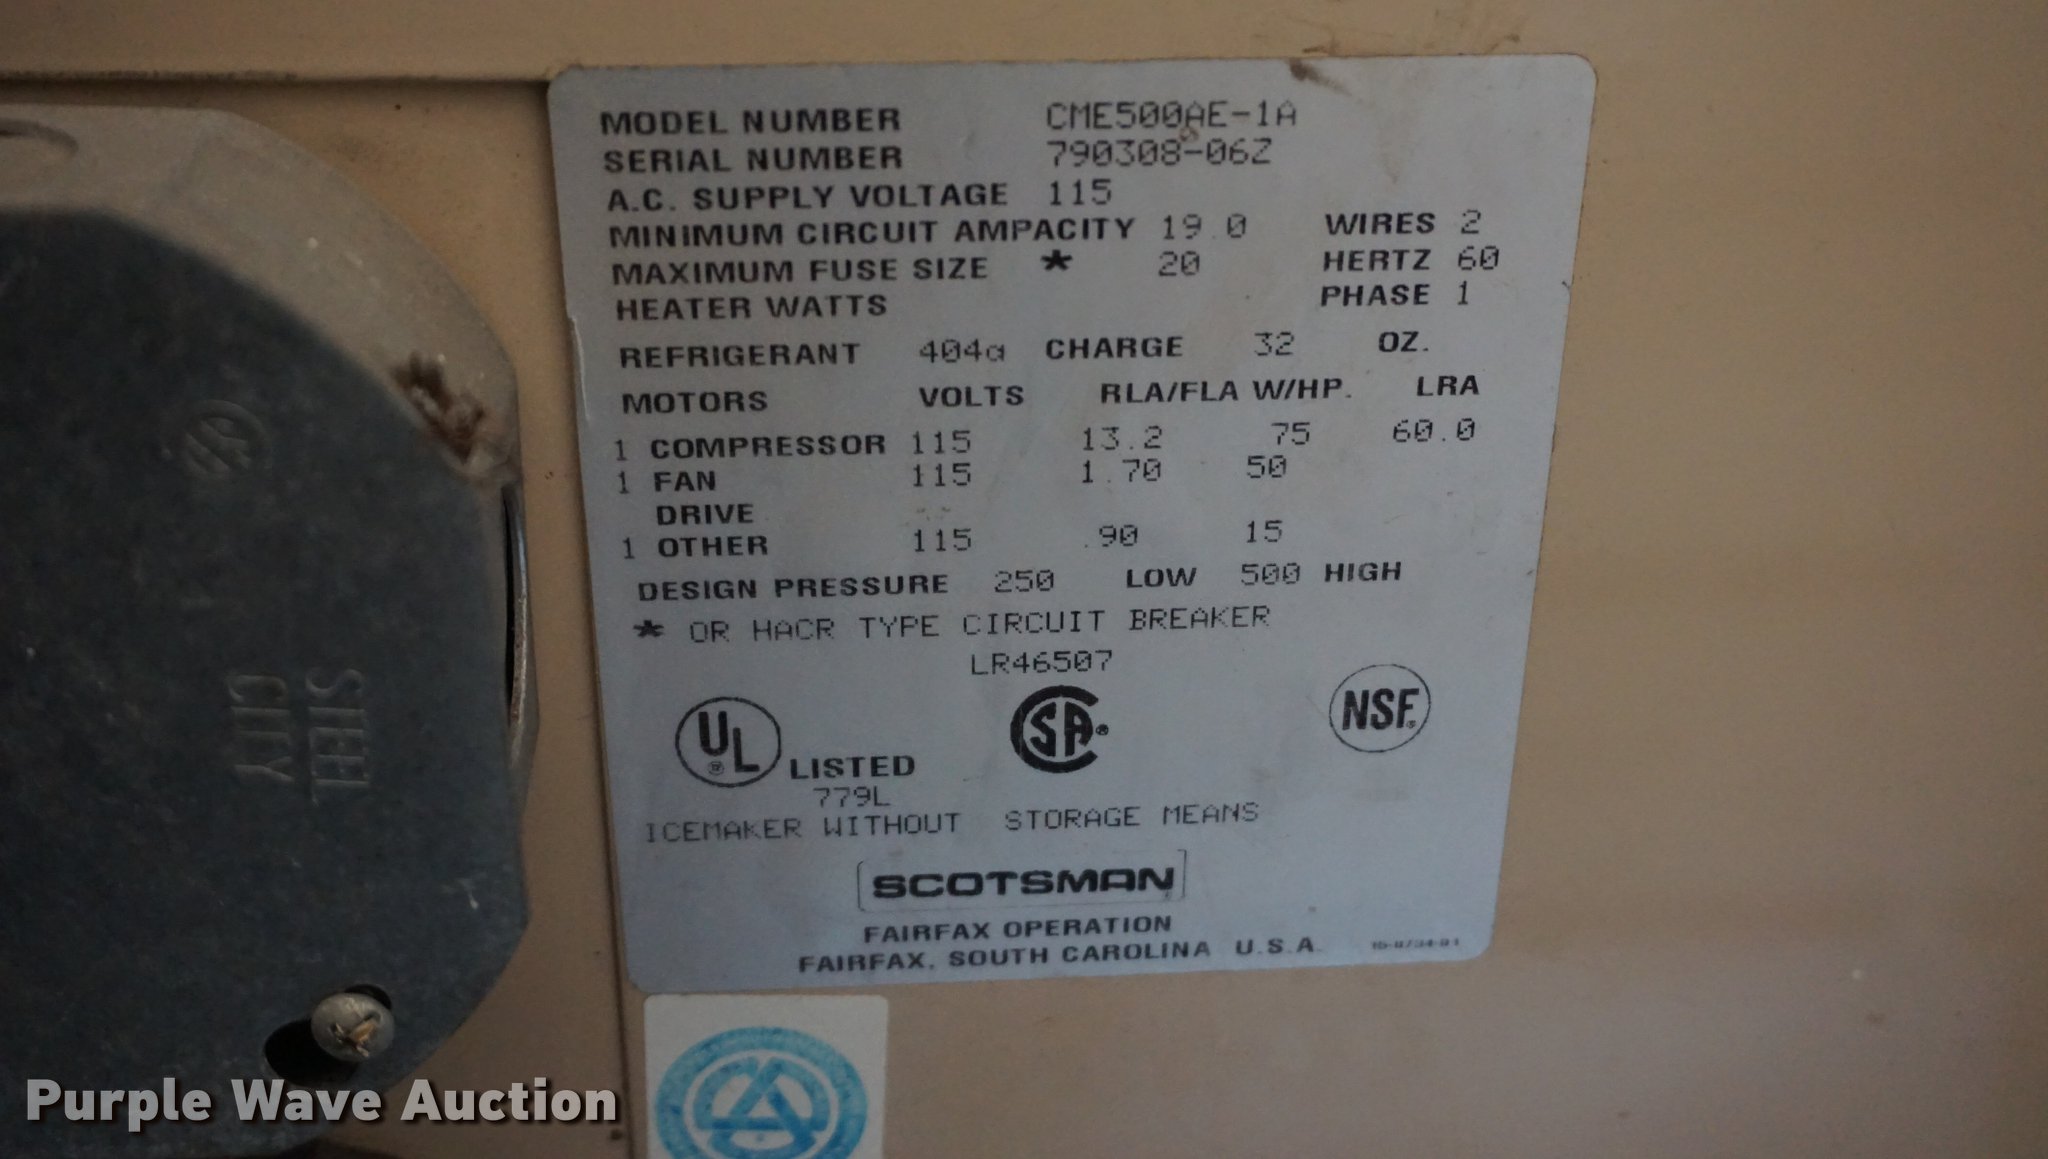 MODEL NUMBER CME500AE-1A
SERIAL NUMBER 790308-06Z
A.C. SUPPLY VOLTAGE 115
MINIMUM CIRCUIT AMPACITY 19.0 WIRES 2
MAXIMUM FUSE SIZE * 20 HERTZ 60
HEATER WATTS PHASE 1
REFRIGERANT 404a CHARGE 32 OZ.
MOTORS VOLTS RLA/FLA W/HP. LRA
1 COMPRESSOR 115 13.2 75 60.0
1 FAN 115 1.70 50
DRIVE
1 OTHER 115 .90 15
DESIGN PRESSURE 250 LOW 500 HIGH
* OR HACR TYPE CIRCUIT BREAKER
LR46507
UL® LISTED
779L
CSA®
NSF®
ICEMAKER WITHOUT STORAGE MEANS
SCOTSMAN
FAIRFAX OPERATION
FAIRFAX, SOUTH CAROLINA U.S.A.
STEEL
CITY
Purple Wave Auction